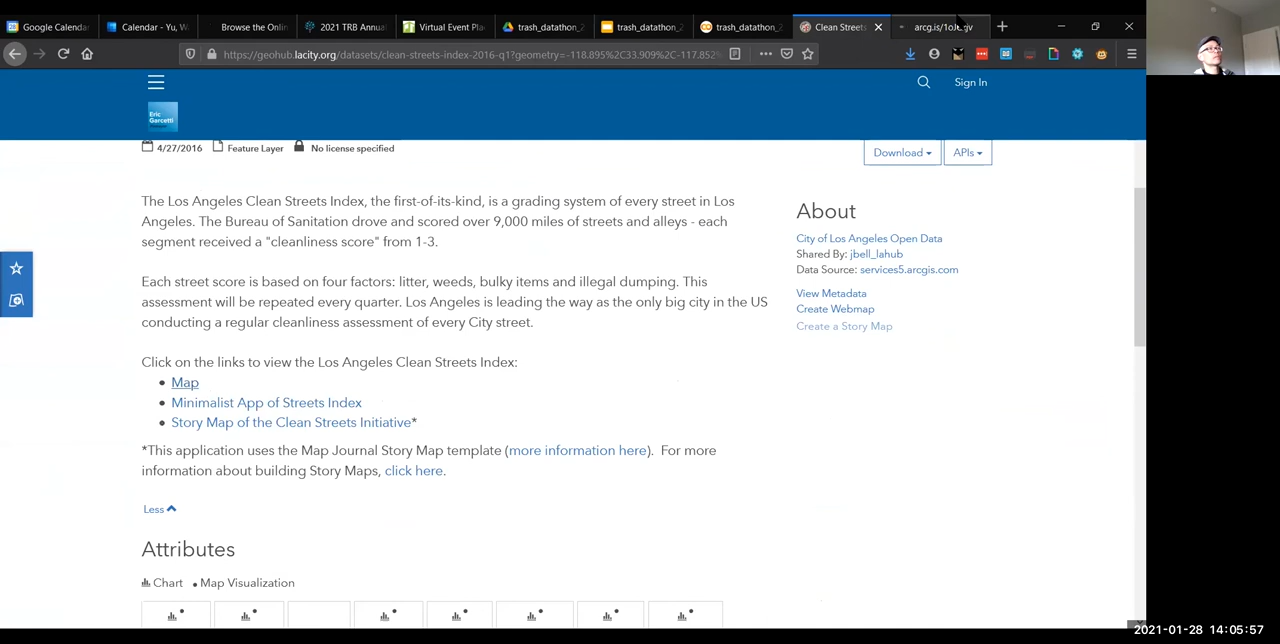 Google Calendar
Calendar - Yu, W
Browse the Onli
2021 TRB Annua
Virtual Event Pla
trash_datathon_2
trash_datathon_2
trash_datathon_2
Clean Streets
https://geohub.lacity.org/datasets/clean-streets-index-2016-q1?geometry=-118.895%2C33.909%2C-117.852%
Sign In
Eric
Garcetti
4/27/2016 Feature Layer No license specified
Download APIs
The Los Angeles Clean Streets Index, the first-of-its-kind, is a grading system of every street in Los
Angeles. The Bureau of Sanitation drove and scored over 9,000 miles of streets and alleys - each
segment received a "cleanliness score" from 1-3.
Each street score is based on four factors: litter, weeds, bulky items and illegal dumping. This
assessment will be repeated every quarter. Los Angeles is leading the way as the only big city in the US
conducting a regular cleanliness assessment of every City street.
Click on the links to view the Los Angeles Clean Streets Index:
• Map
• Minimalist App of Streets Index
• Story Map of the Clean Streets Initiative*
*This application uses the Map Journal Story Map template (more information here). For more
information about building Story Maps, click here.
Less
About
City of Los Angeles Open Data
Shared By: jbell_lahub
Data Source: services5.arcgis.com
View Metadata
Create Webmap
Create a Story Map
Attributes
Chart • Map Visualization
2021-01-28 14:05:57